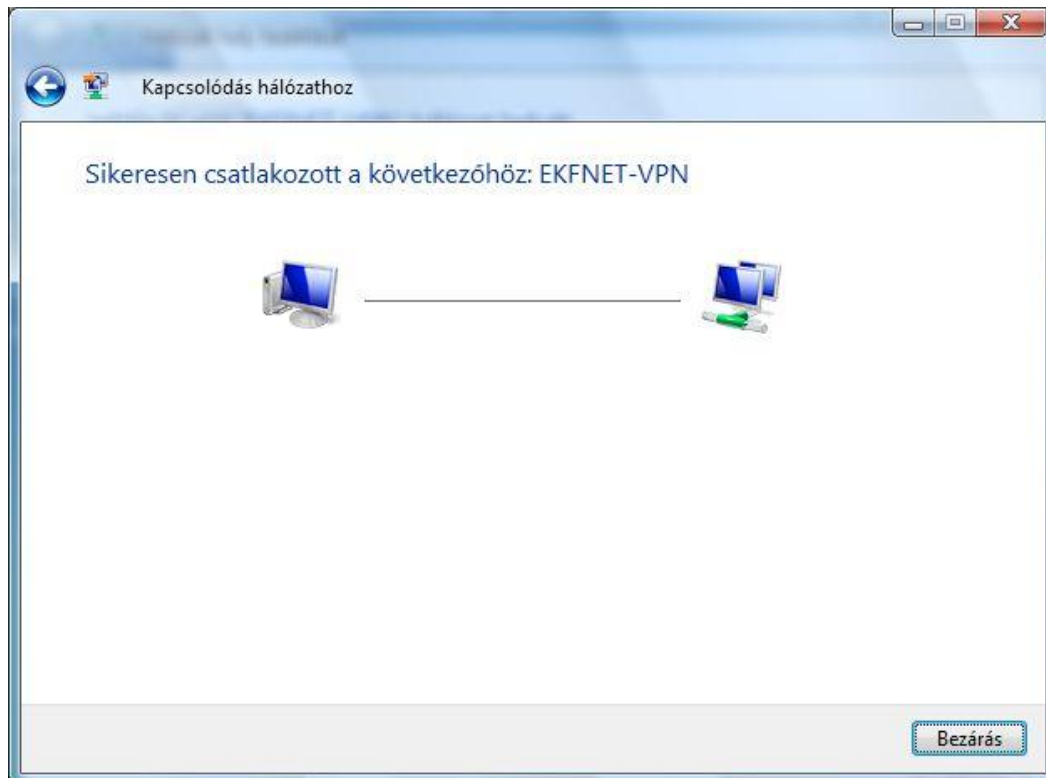 Kapcsolódás hálózathoz
Sikeresen csatlakozott a következőhöz: EKFNET-VPN
Bezárás